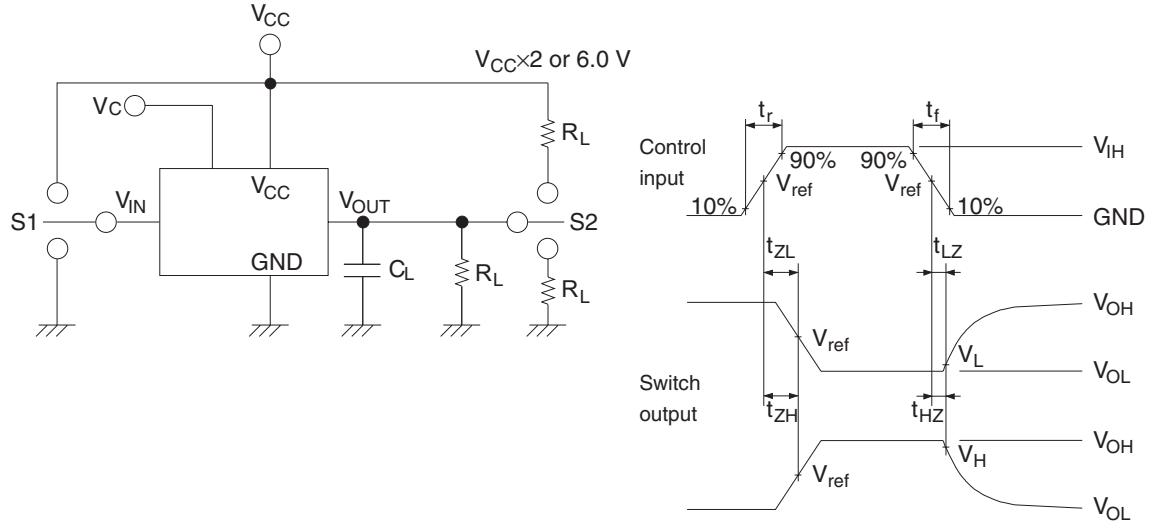 VCC
VCC×2 or 6.0 V
VC
RL
S1
VIN
VCC
VOUT
S2
GND
CL
RL
RL
tr
tf
Control
input
90%
90%
VIH
Vref
Vref
10%
10%
GND
tZL
tLZ
VOH
Vref
VL
VOL
Switch
output
tZH
tHZ
VOH
VH
Vref
VOL